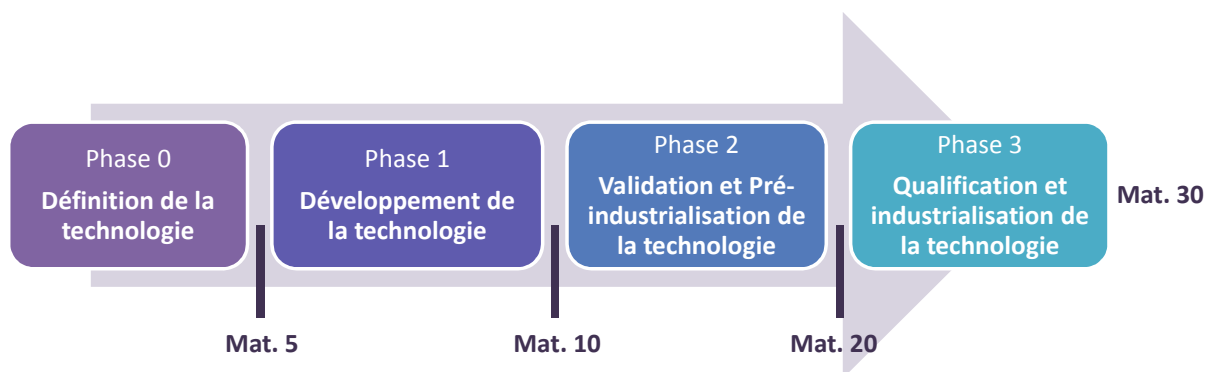 Phase 0
Définition de la
technologie
Phase 1
Développement de
la technologie
Phase 2
Validation et Pré-
industrialisation de
la technologie
Phase 3
Qualification et
industrialisation de
la technologie
Mat. 30
Mat. 5
Mat. 10
Mat. 20